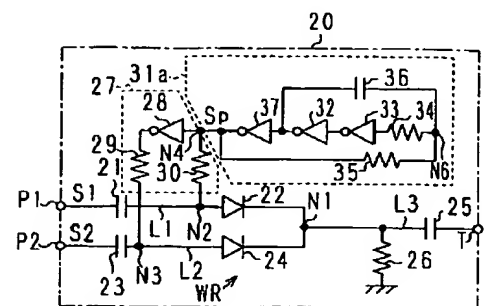 20
27 31a 36
28 Sp 37 32 33 34
29 N4 35 N6
21 30 22
P1 S1 L1 N2 N1 L3 25
P2 S2 L2 T
23 N3 24 WR 26